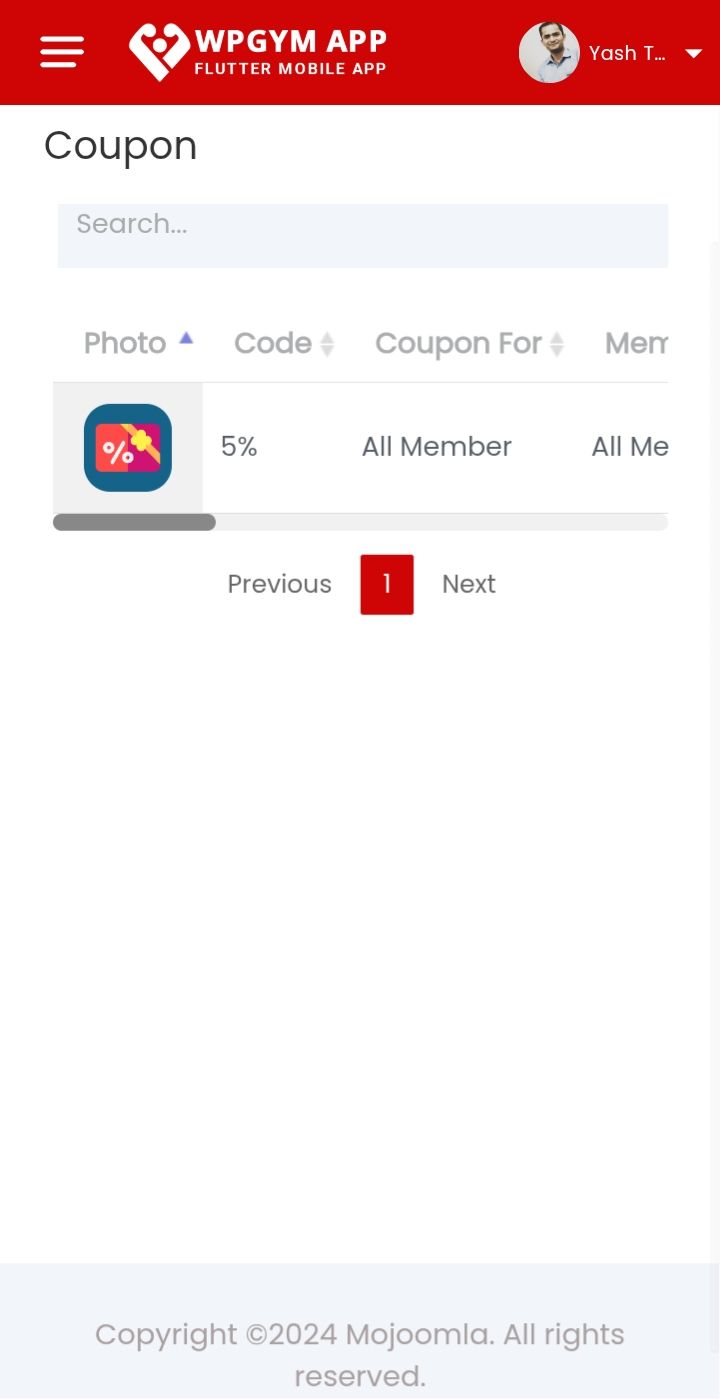 WPGYM APP
FLUTTER MOBILE APP
Yash T...
Coupon
Search...
Photo Code Coupon For Mem
% 5% All Member All Me
Previous 1 Next
Copyright ©2024 Mojoomla. All rights
reserved.